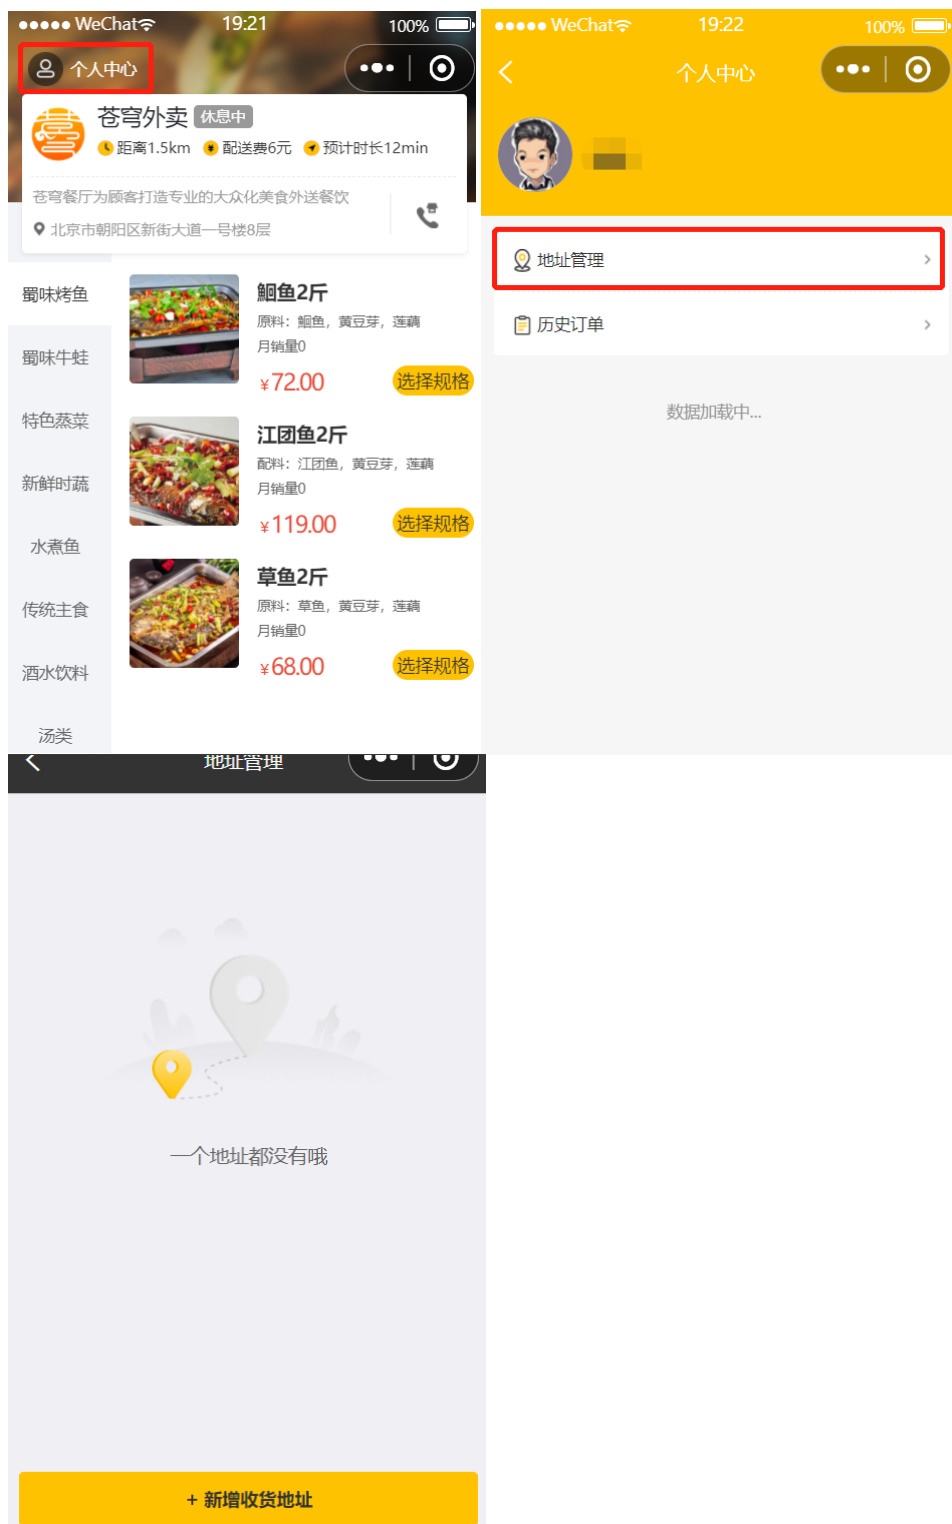 WeChat 19:21 100%
个人中心
苍穹外卖 休息中
距离1.5km 配送费6元 预计时长12min
苍穹餐厅为顾客打造专业的大众化美食外送餐饮
北京市朝阳区新街大道一号楼8层
蜀味烤鱼
蜀味牛蛙
特色蒸菜
新鲜时蔬
水煮鱼
传统主食
酒水饮料
汤类
鮰鱼2斤
原料：鮰鱼，黄豆芽，莲藕
月销量0
¥72.00 选择规格
江团鱼2斤
配料：江团鱼，黄豆芽，莲藕
月销量0
¥119.00 选择规格
草鱼2斤
原料：草鱼，黄豆芽，莲藕
月销量0
¥68.00 选择规格
WeChat 19:22 100%
个人中心
地址管理
历史订单
数据加载中...
地址管理
一个地址都没有哦
+ 新增收货地址